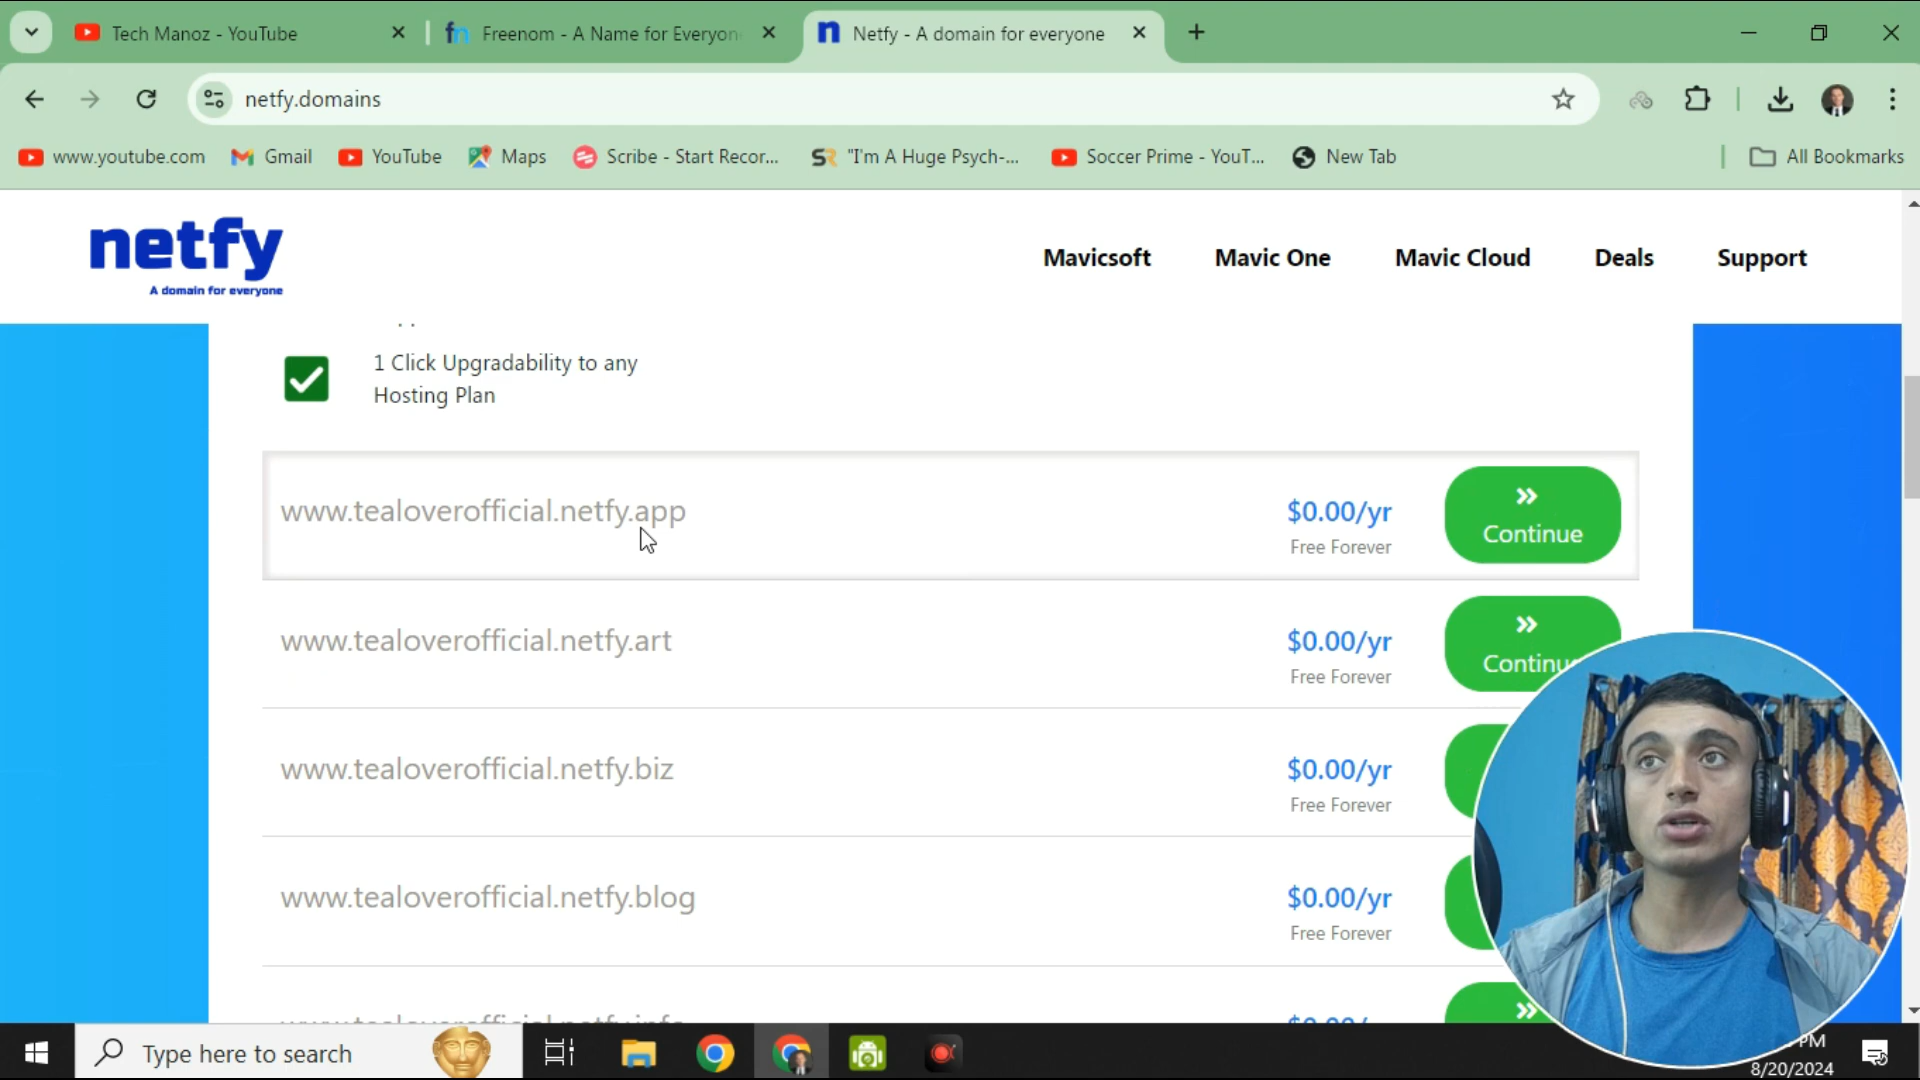 Tech Manoz - YouTube
fn Freenom - A Name for Everyon
n Netfy - A domain for everyone
netfy.domains
www.youtube.com
Gmail
YouTube
Maps
Scribe - Start Recor...
SR "I'm A Huge Psych-...
Soccer Prime - YouT...
New Tab
All Bookmarks
netfy
A domain for everyone
Mavicsoft
Mavic One
Mavic Cloud
Deals
Support
1 Click Upgradability to any
Hosting Plan
www.tealoverofficial.netfy.app
$0.00/yr
Free Forever
Continue
www.tealoverofficial.netfy.art
$0.00/yr
Free Forever
Continue
www.tealoverofficial.netfy.biz
$0.00/yr
Free Forever
www.tealoverofficial.netfy.blog
$0.00/yr
Free Forever
Type here to search
PM
8/20/2024